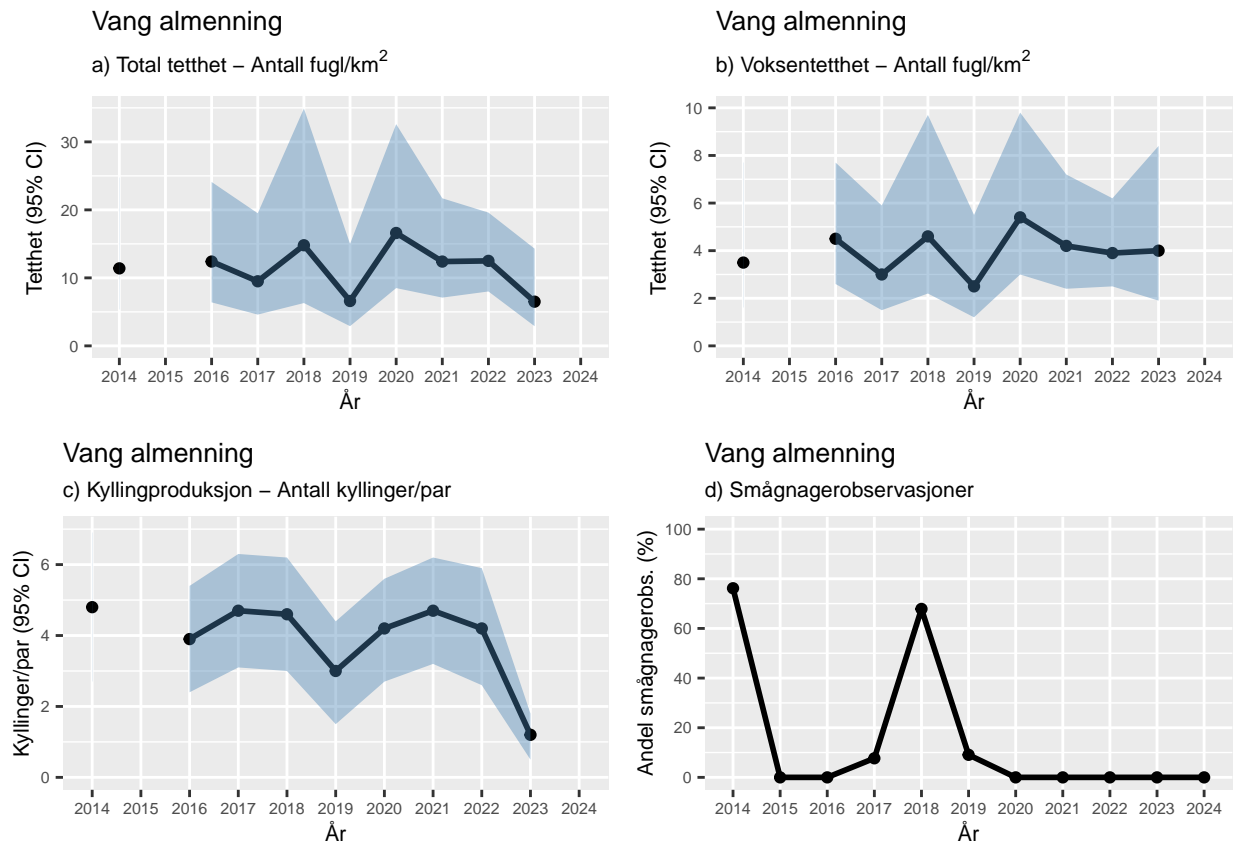 Vang almenning
a) Total tetthet – Antall fugl/km²
Tetthet (95% CI)
30
20
10
0
2014 2015 2016 2017 2018 2019 2020 2021 2022 2023 2024
År
Vang almenning
b) Voksentetthet – Antall fugl/km²
Tetthet (95% CI)
10
8
6
4
2
0
2014 2015 2016 2017 2018 2019 2020 2021 2022 2023 2024
År
Vang almenning
c) Kyllingproduksjon – Antall kyllinger/par
Kyllinger/par (95% CI)
6
4
2
0
2014 2015 2016 2017 2018 2019 2020 2021 2022 2023 2024
År
Vang almenning
d) Smågnagerobservasjoner
Andel smågnagerobs. (%)
100
80
60
40
20
0
2014 2015 2016 2017 2018 2019 2020 2021 2022 2023 2024
År